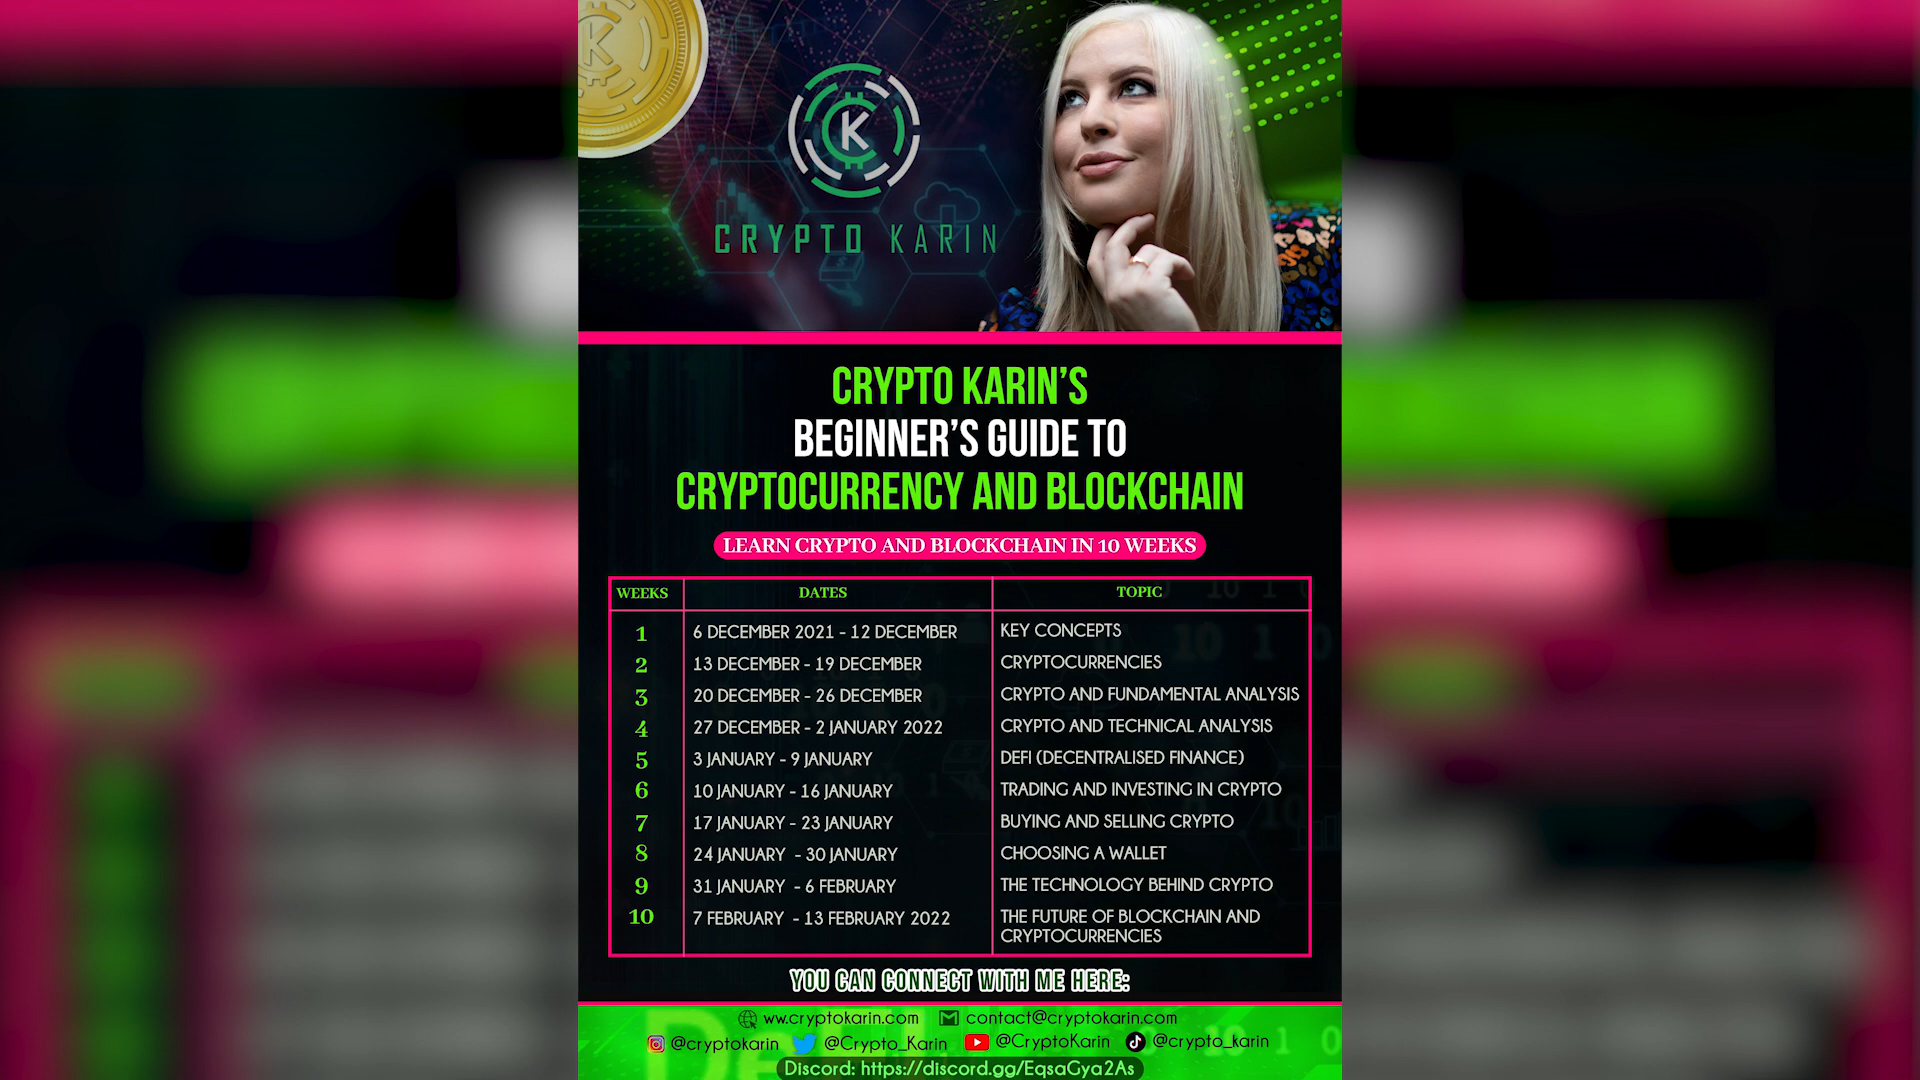 K
K
CRYPTO KARIN
CRYPTO KARIN'S
BEGINNER'S GUIDE TO
CRYPTOCURRENCY AND BLOCKCHAIN
LEARN CRYPTO AND BLOCKCHAIN IN 10 WEEKS
WEEKS DATES TOPIC
1 6 DECEMBER 2021 - 12 DECEMBER KEY CONCEPTS
2 13 DECEMBER - 19 DECEMBER CRYPTOCURRENCIES
3 20 DECEMBER - 26 DECEMBER CRYPTO AND FUNDAMENTAL ANALYSIS
4 27 DECEMBER - 2 JANUARY 2022 CRYPTO AND TECHNICAL ANALYSIS
5 3 JANUARY - 9 JANUARY DEFI (DECENTRALISED FINANCE)
6 10 JANUARY - 16 JANUARY TRADING AND INVESTING IN CRYPTO
7 17 JANUARY - 23 JANUARY BUYING AND SELLING CRYPTO
8 24 JANUARY - 30 JANUARY CHOOSING A WALLET
9 31 JANUARY - 6 FEBRUARY THE TECHNOLOGY BEHIND CRYPTO
10 7 FEBRUARY - 13 FEBRUARY 2022 THE FUTURE OF BLOCKCHAIN AND
CRYPTOCURRENCIES
YOU CAN CONNECT WITH ME HERE:
ww.cryptokarin.com contact@cryptokarin.com
@cryptokarin @Crypto_Karin @CryptoKarin @crypto_karin
Discord: https://discord.gg/EqsaGya2As